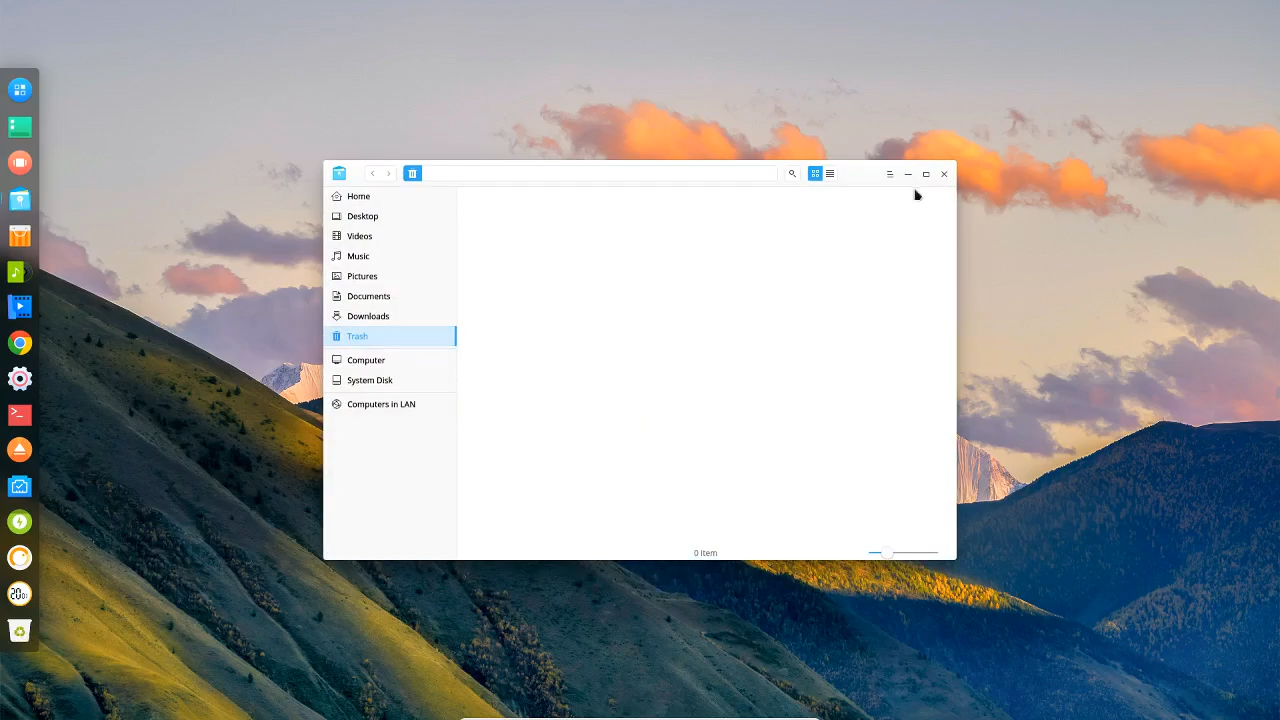 Home
Desktop
Videos
Music
Pictures
Documents
Downloads
Trash
Computer
System Disk
Computers in LAN
0 Item